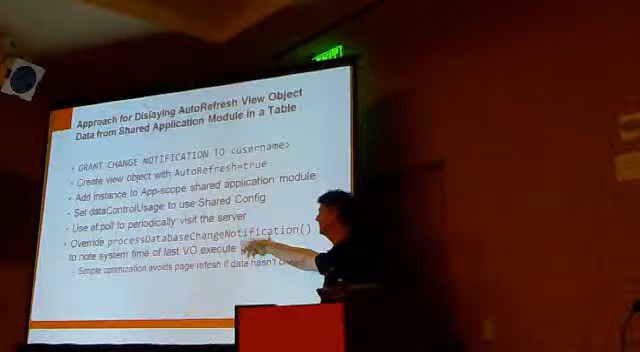 EXIT
Approach for Dislaying AutoRefresh View Object
Data from Shared Application Module in a Table
• GRANT CHANGE NOTIFICATION TO <username>
• Create view object with AutoRefresh=true
• Add instance to App-scope shared application module
• Set dataControlUsage to use Shared Config
• Use af:poll to periodically visit the server
• Override processDatabaseChangeNotification()
to note system time of last VO execute
• Simple optimization avoids page refesh if data hasn't